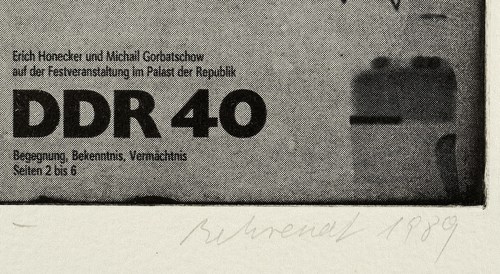 Erich Honecker und Michail Gorbatschow
auf der Festveranstaltung im Palast der Republik
DDR 40
Begegnung, Bekenntnis, Vermächtnis
Seiten 2 bis 6
Behrendt 1989